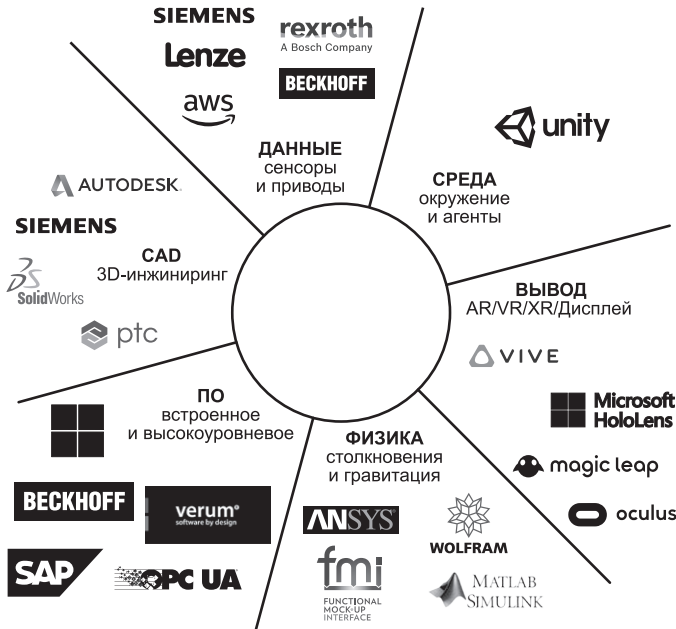 SIEMENS
rexroth
A Bosch Company
Lenze
BECKHOFF
aws
ДАННЫЕ
сенсоры
и приводы
unity
СРЕДА
окружение
и агенты
AUTODESK
SIEMENS
CAD
3D-инжиниринг
SolidWorks
ptc
ВЫВОД
AR/VR/XR/Дисплей
VIVE
Microsoft
HoloLens
magic leap
oculus
ПО
встроенное
и высокоуровневое
BECKHOFF
verum®
software by design
SAP
OPC UA
ФИЗИКА
столкновения
и гравитация
ANSYS
WOLFRAM
fmi
FUNCTIONAL
MOCK-UP
INTERFACE
MATLAB
SIMULINK